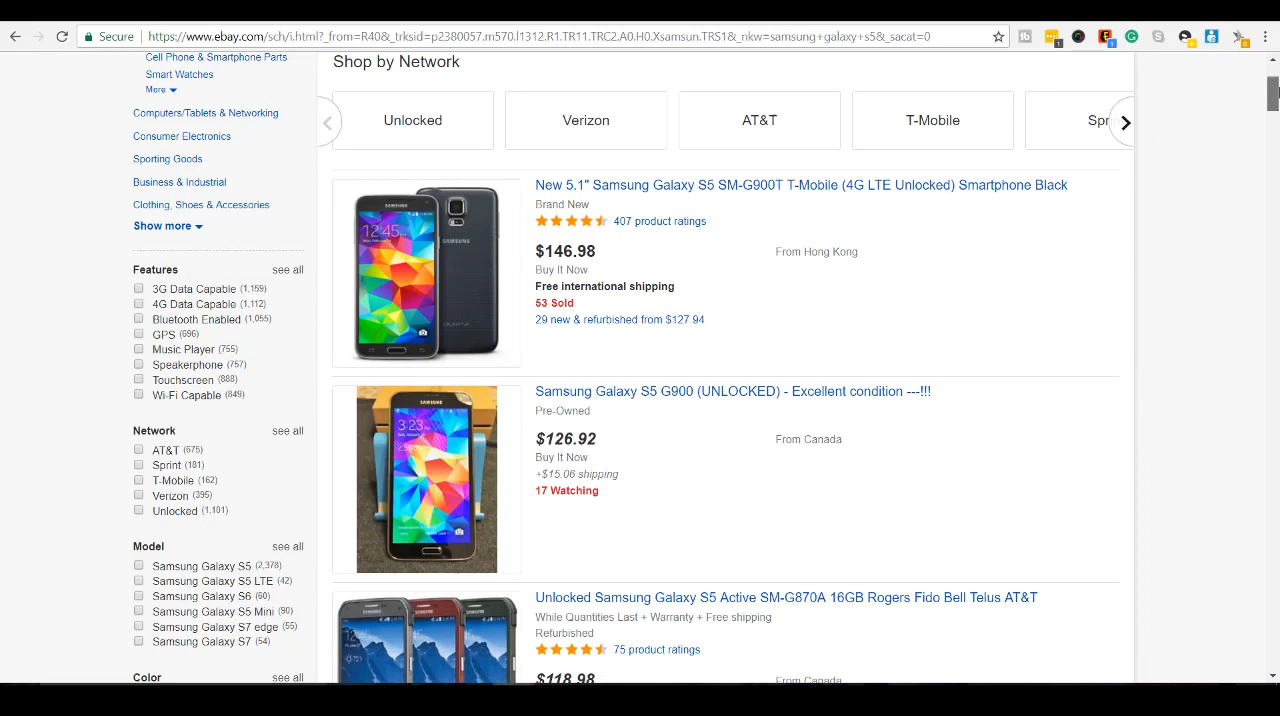 Secure https://www.ebay.com/sch/i.html?_from=R40&_trksid=p2380057.m570.l1312.R1.TR11.TRC2.A0.H0.Xsamsun.TRS1&_nkw=samsung+galaxy+s5&_sacat=0
Cell Phone & Smartphone Parts
Smart Watches
More
Computers/Tablets & Networking
Consumer Electronics
Sporting Goods
Business & Industrial
Clothing, Shoes & Accessories
Show more
Features see all
3G Data Capable (1,159)
4G Data Capable (1,112)
Bluetooth Enabled (1,055)
GPS
Music Player (755)
Speakerphone (757)
Touchscreen (888)
Wi-Fi Capable (849)
Network see all
AT&T (675)
Sprint (181)
T-Mobile (162)
Verizon (395)
Unlocked (1,101)
Model see all
Samsung Galaxy S5 (2,378)
Samsung Galaxy S5 LTE (42)
Samsung Galaxy S6 (60)
Samsung Galaxy S5 Mini (90)
Samsung Galaxy S7 edge (55)
Samsung Galaxy S7 (54)
Color see all
Shop by Network
Unlocked Verizon AT&T T-Mobile Spr
New 5.1" Samsung Galaxy S5 SM-G900T T-Mobile (4G LTE Unlocked) Smartphone Black
Brand New
407 product ratings
$146.98 From Hong Kong
Buy It Now
Free international shipping
53 Sold
29 new & refurbished from $127.94
Samsung Galaxy S5 G900 (UNLOCKED) - Excellent condition ---!!!
Pre-Owned
$126.92 From Canada
Buy It Now
+$15.06 shipping
17 Watching
Unlocked Samsung Galaxy S5 Active SM-G870A 16GB Rogers Fido Bell Telus AT&T
While Quantities Last + Warranty + Free shipping
Refurbished
75 product ratings
$118.98 From Canada
SAMSUNG
12:45
SAMSUNG
SAMSUNG
3:23